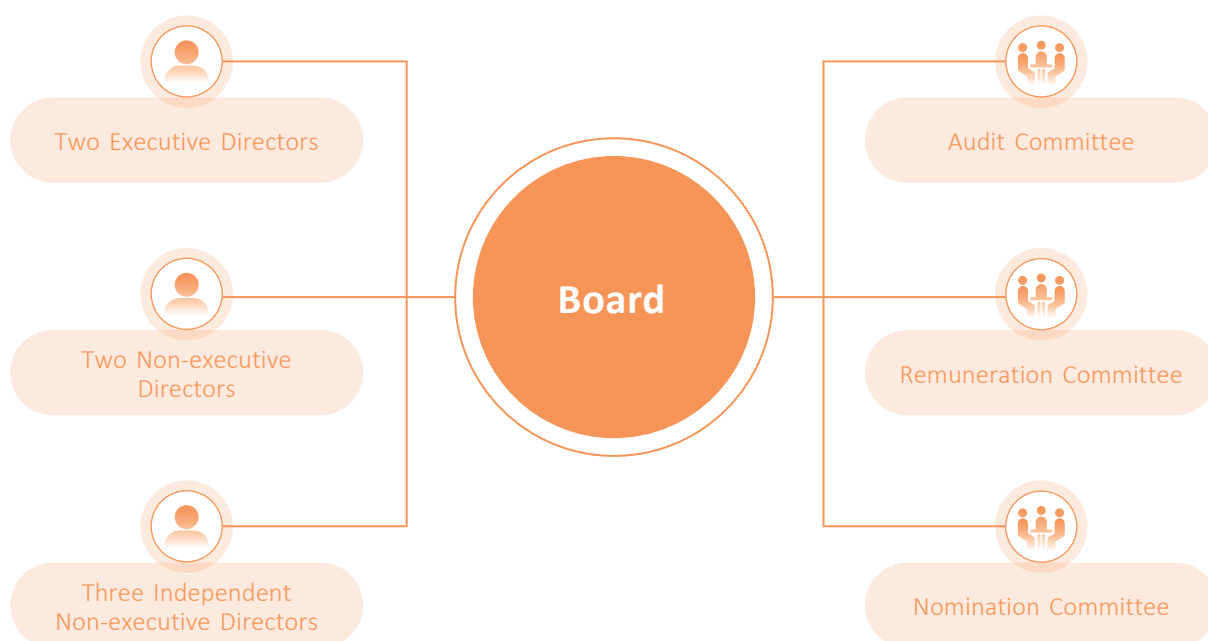 Two Executive Directors
Two Non-executive
Directors
Three Independent
Non-executive Directors
Board
Audit Committee
Remuneration Committee
Nomination Committee